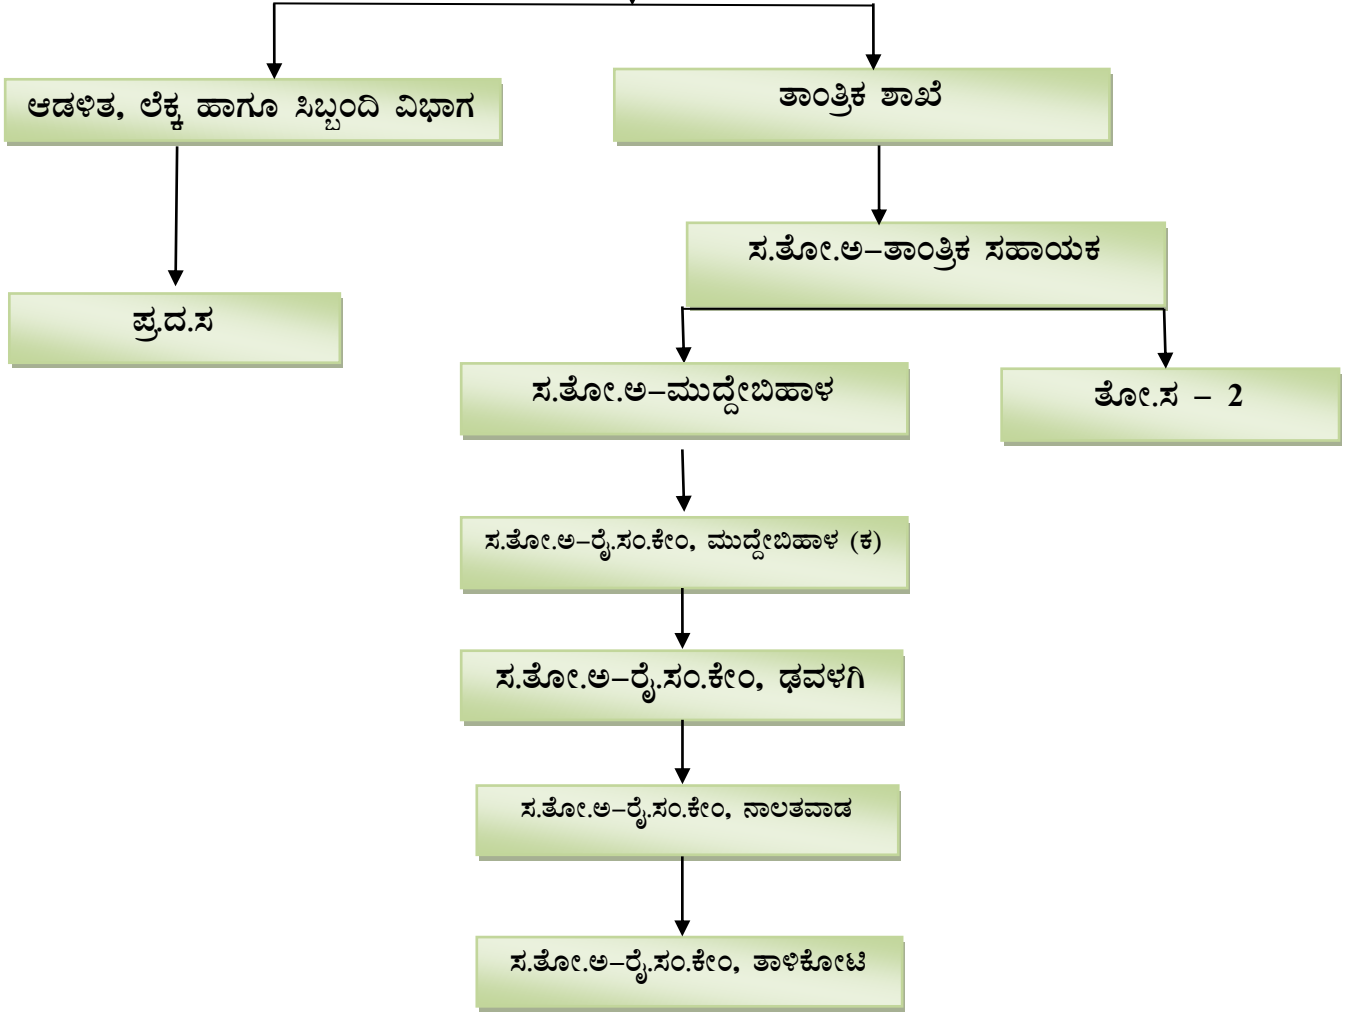 ಆಡಳಿತ, ಲೆಕ್ಕ ಹಾಗೂ ಸಿಬ್ಬಂದಿ ವಿಭಾಗ
ತಾಂತ್ರಿಕ ಶಾಖೆ
ಸ.ತೋ.ಅ–ತಾಂತ್ರಿಕ ಸಹಾಯಕ
ಪ್ರ.ದ.ಸ
ಸ.ತೋ.ಅ–ಮುದ್ದೇಬಿಹಾಳ
ತೋ.ಸ – 2
ಸ.ತೋ.ಅ–ರೈ.ಸಂ.ಕೇಂ, ಮುದ್ದೇಬಿಹಾಳ (ಕ)
ಸ.ತೋ.ಅ–ರೈ.ಸಂ.ಕೇಂ, ಢವಳಗಿ
ಸ.ತೋ.ಅ–ರೈ.ಸಂ.ಕೇಂ, ನಾಲತವಾಡ
ಸ.ತೋ.ಅ–ರೈ.ಸಂ.ಕೇಂ, ತಾಳಿಕೋಟಿ